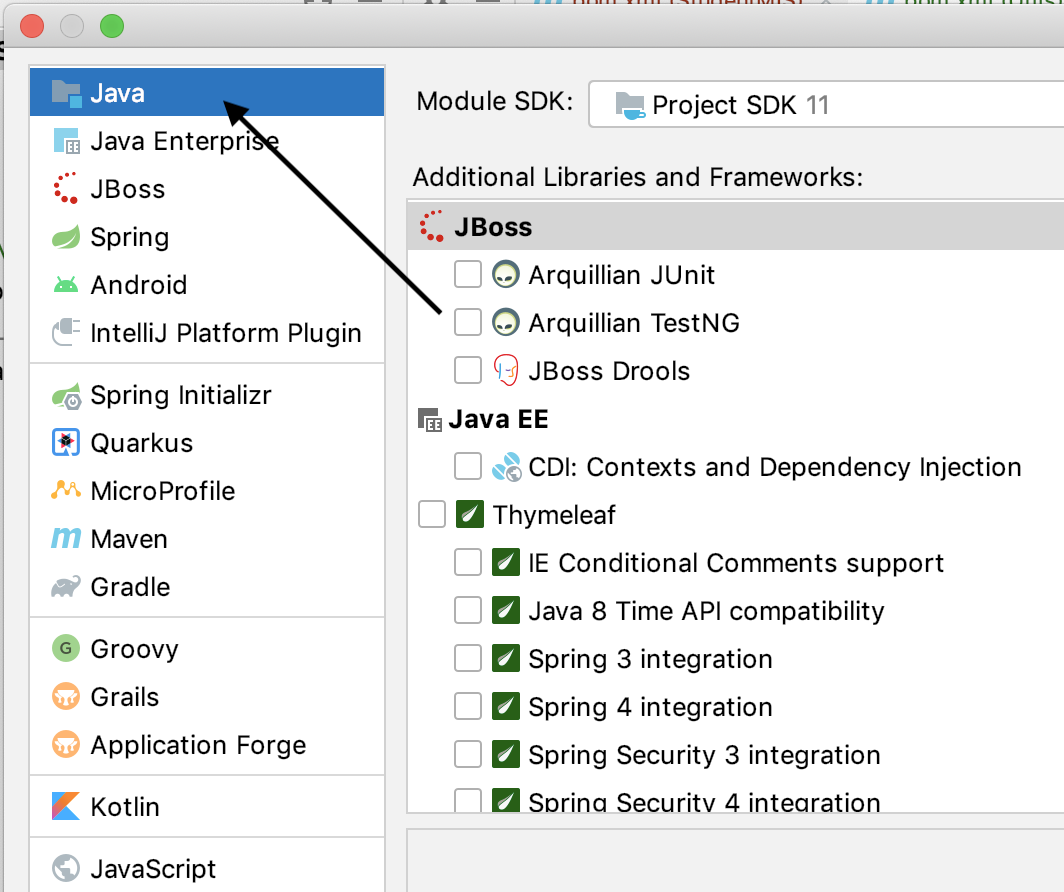 Java
Java Enterprise
JBoss
Spring
Android
IntelliJ Platform Plugin
Spring Initializr
Quarkus
MicroProfile
Maven
Gradle
Groovy
Grails
Application Forge
Kotlin
JavaScript
Module SDK:
Project SDK 11
Additional Libraries and Frameworks:
JBoss
Arquillian JUnit
Arquillian TestNG
JBoss Drools
Java EE
CDI: Contexts and Dependency Injection
Thymeleaf
IE Conditional Comments support
Java 8 Time API compatibility
Spring 3 integration
Spring 4 integration
Spring Security 3 integration
Spring Security 4 integration